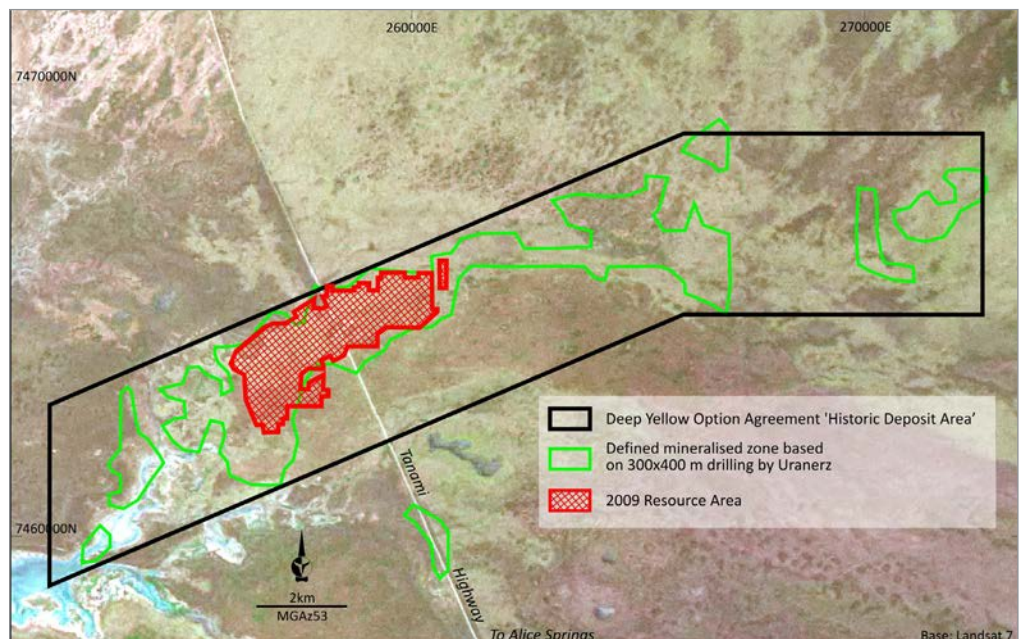 260000E
270000E
7470000N
Deep Yellow Option Agreement 'Historic Deposit Area'
Defined mineralised zone based
on 300x400 m drilling by Uranerz
2009 Resource Area
Tanami
7460000N
Highway
2km
MGAz53
To Alice Springs
Base: Landsat 7